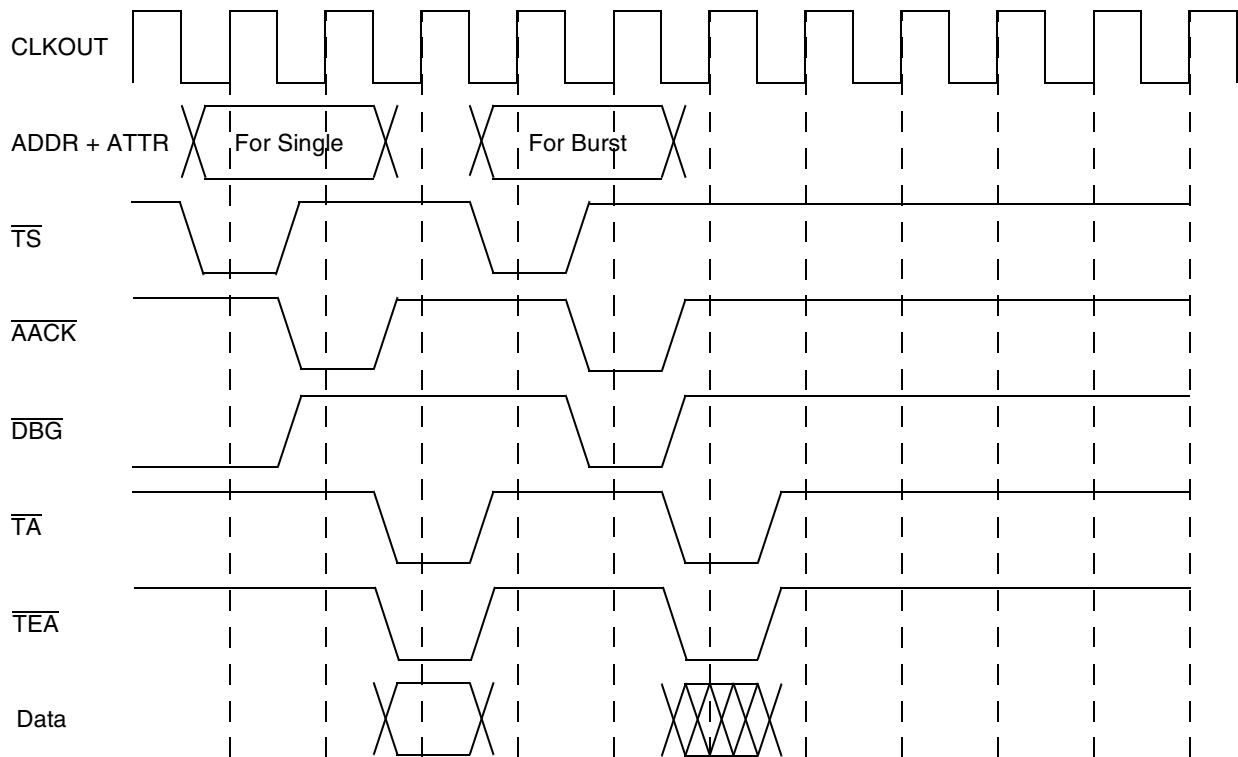 CLKOUT
ADDR + ATTR For Single For Burst
TS
AACK
DBG
TA
TEA
Data